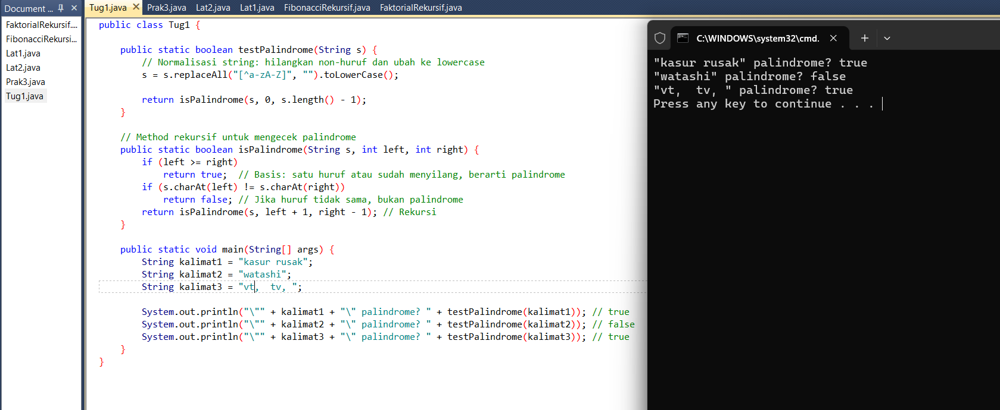 Document ...
FaktorialRekursif....
FibonacciRekursi...
Lat1.java
Lat2.java
Prak3.java
Tug1.java
Tug1.java Prak3.java Lat2.java Lat1.java FibonacciRekursif.java FaktorialRekursif.java
public class Tug1 {
    public static boolean testPalindrome(String s) {
        // Normalisasi string: hilangkan non-huruf dan ubah ke lowercase
        s = s.replaceAll("[^a-zA-Z]", "").toLowerCase();
        return isPalindrome(s, 0, s.length() - 1);
    }
    // Method rekursif untuk mengecek palindrome
    public static boolean isPalindrome(String s, int left, int right) {
        if (left >= right)
            return true;  // Basis: satu huruf atau sudah menyilang, berarti palindrome
        if (s.charAt(left) != s.charAt(right))
            return false; // Jika huruf tidak sama, bukan palindrome
        return isPalindrome(s, left + 1, right - 1); // Rekursi
    }
    public static void main(String[] args) {
        String kalimat1 = "kasur rusak";
        String kalimat2 = "watashi";
        String kalimat3 = "vt,  tv, ";
        System.out.println("\"" + kalimat1 + "\" palindrome? " + testPalindrome(kalimat1)); // true
        System.out.println("\"" + kalimat2 + "\" palindrome? " + testPalindrome(kalimat2)); // false
        System.out.println("\"" + kalimat3 + "\" palindrome? " + testPalindrome(kalimat3)); // true
    }
}
C:\WINDOWS\system32\cmd.
"kasur rusak" palindrome? true
"watashi" palindrome? false
"vt,  tv, " palindrome? true
Press any key to continue . . .